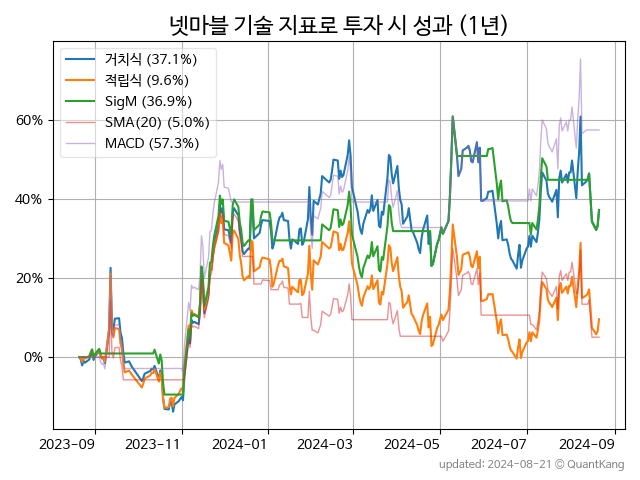 넷마블 기술 지표로 투자 시 성과 (1년)
거치식 (37.1%)
적립식 (9.6%)
SigM (36.9%)
SMA(20) (5.0%)
MACD (57.3%)
60%
40%
20%
0%
2023-09 2023-11 2024-01 2024-03 2024-05 2024-07 2024-09
updated: 2024-08-21 © QuantKang